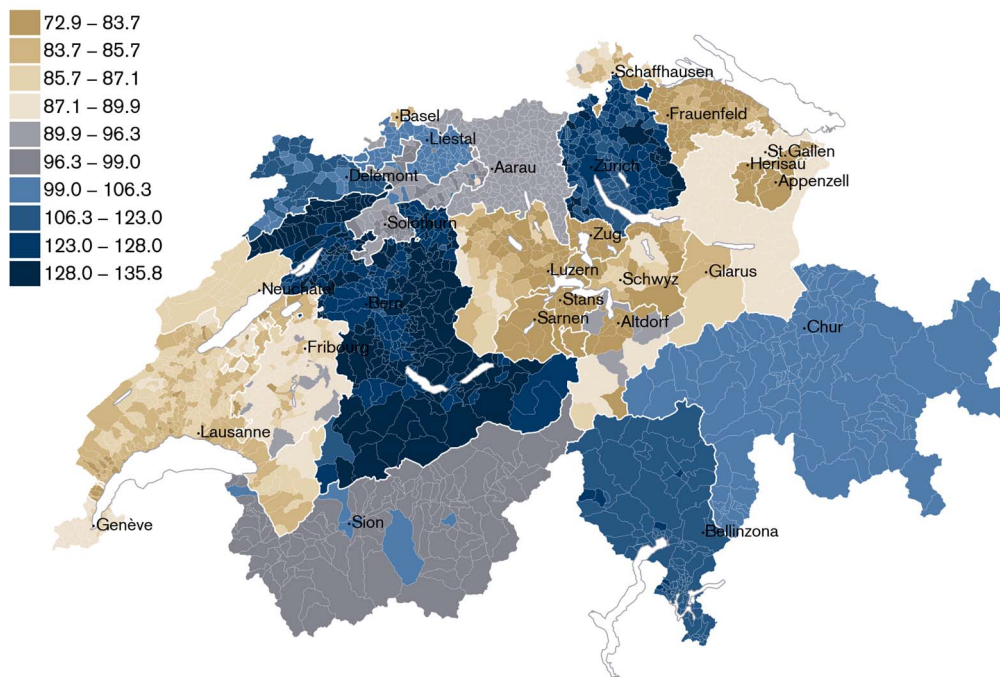 72.9 – 83.7
83.7 – 85.7
85.7 – 87.1
87.1 – 89.9
89.9 – 96.3
96.3 – 99.0
99.0 – 106.3
106.3 – 123.0
123.0 – 128.0
128.0 – 135.8
Schaffhausen
Basel
Frauenfeld
Liestal
St.Gallen
Herisau
Zürich
Aarau
Delémont
Appenzell
Solothurn
Zug
Luzern
Schwyz
Glarus
Neuchâtel
Bern
Stans
Sarnen
Altdorf
Chur
Fribourg
Lausanne
Genève
Sion
Bellinzona